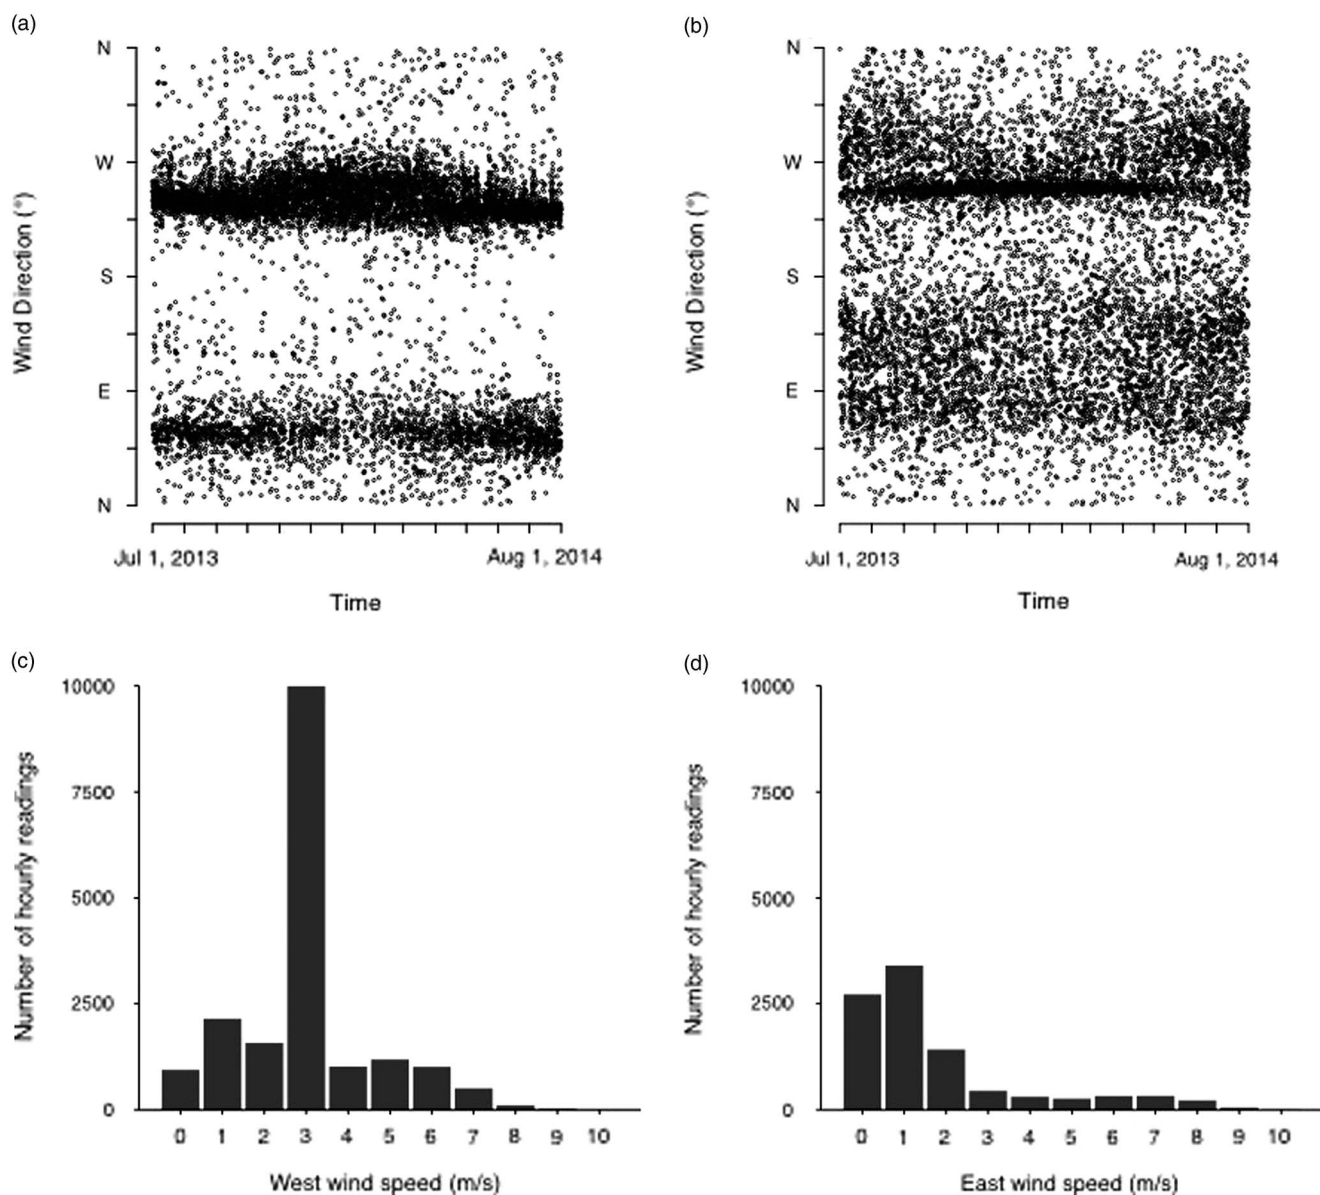 (a)
N
W
S
E
N
Wind Direction (°)
Jul 1, 2013
Aug 1, 2014
Time
(b)
N
W
S
E
N
Wind Direction (°)
Jul 1, 2013
Aug 1, 2014
Time
(c)
10000
7500
5000
2500
0
Number of hourly readings
0 1 2 3 4 5 6 7 8 9 10
West wind speed (m/s)
(d)
10000
7500
5000
2500
0
Number of hourly readings
0 1 2 3 4 5 6 7 8 9 10
East wind speed (m/s)